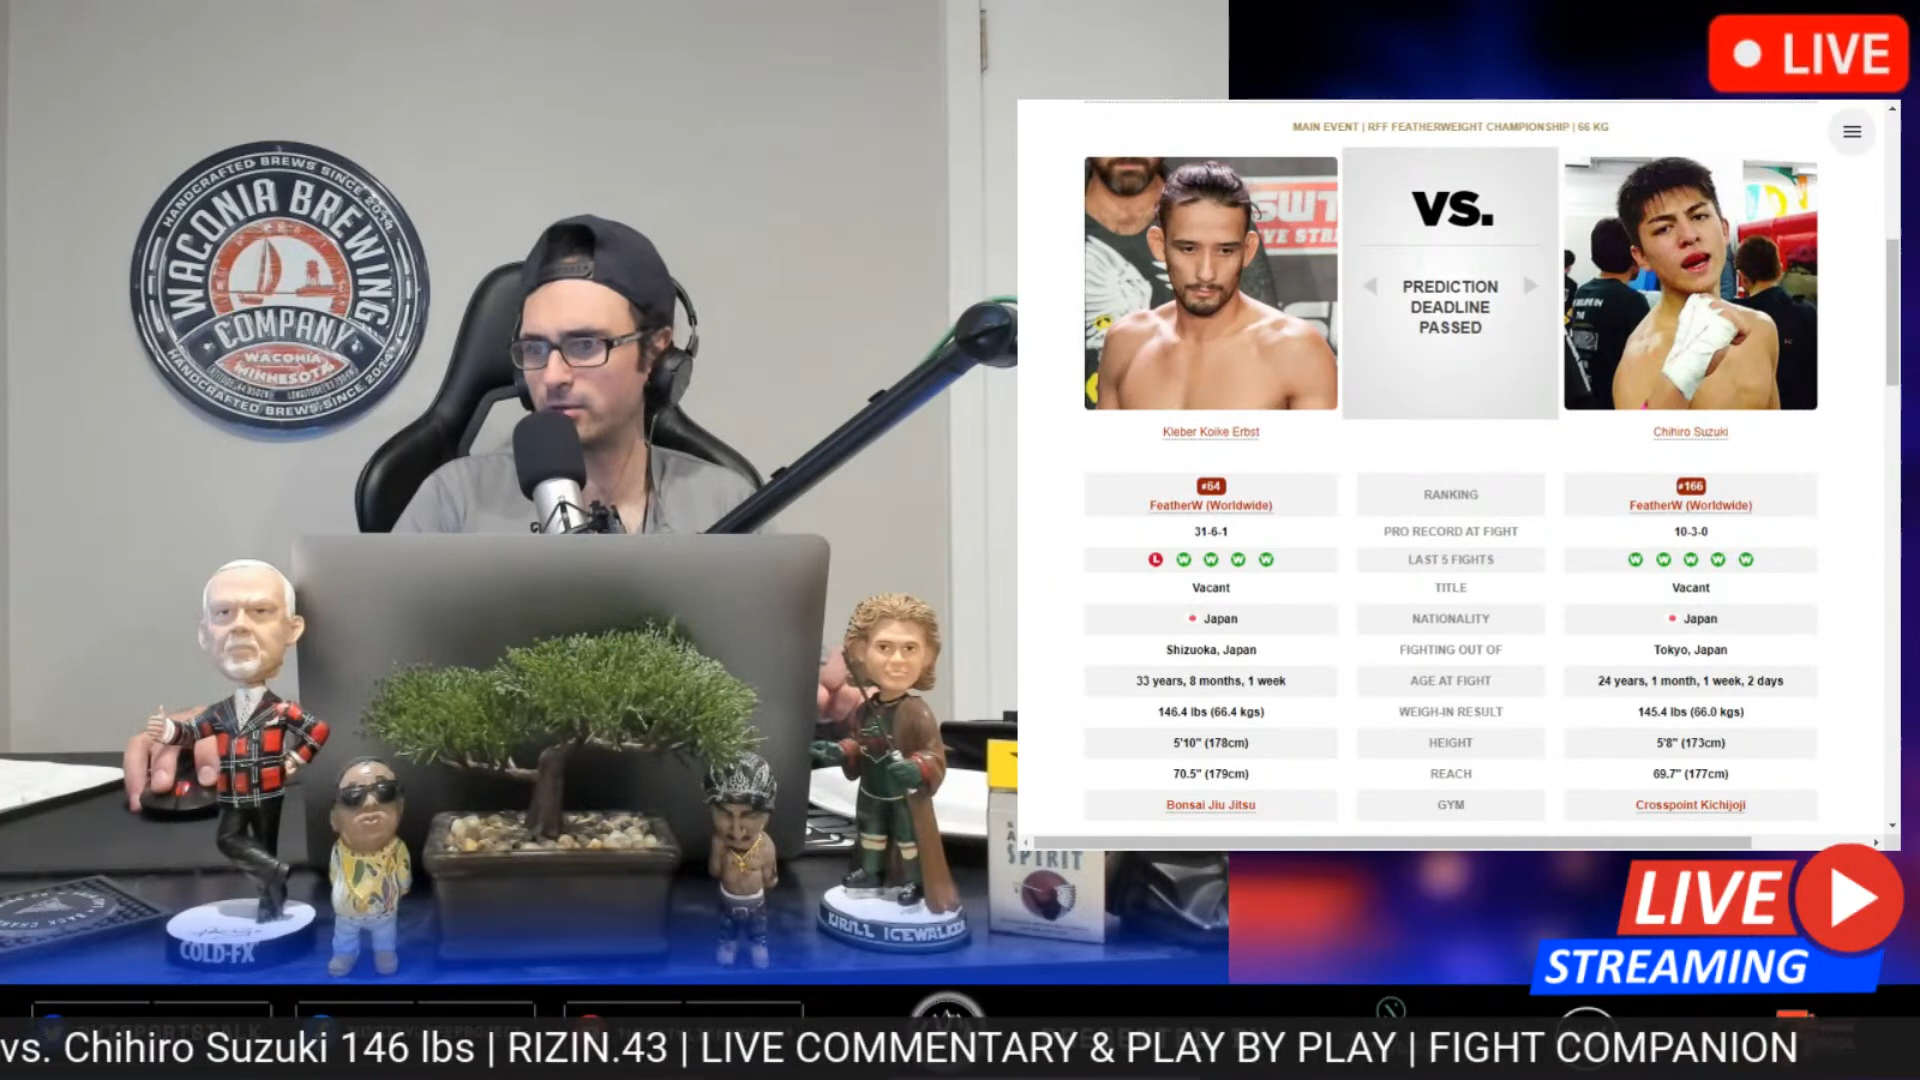 LIVE
HANDCRAFTED BREWS SINCE 2014
WACONIA BREWING
COMPANY
WACONIA
MINNESOTA
HANDCRAFTED BREWS SINCE 2014
MAIN EVENT | RFF FEATHERWEIGHT CHAMPIONSHIP | 66 KG
VS.
PREDICTION
DEADLINE
PASSED
Kleber Koike Erbst
Chihiro Suzuki
#64
FeatherW (Worldwide)
RANKING
#166
FeatherW (Worldwide)
31-6-1 PRO RECORD AT FIGHT 10-3-0
L W W W W LAST 5 FIGHTS W W W W W
Vacant TITLE Vacant
Japan NATIONALITY Japan
Shizuoka, Japan FIGHTING OUT OF Tokyo, Japan
33 years, 8 months, 1 week AGE AT FIGHT 24 years, 1 month, 1 week, 2 days
146.4 lbs (66.4 kgs) WEIGH-IN RESULT 145.4 lbs (66.0 kgs)
5'10" (178cm) HEIGHT 5'8" (173cm)
70.5" (179cm) REACH 69.7" (177cm)
Bonsai Jiu Jitsu GYM Crosspoint Kichijoji
SPIRIT
COLD-FX
KIRILL ICEWALKER
LIVE
STREAMING
vs. Chihiro Suzuki 146 lbs | RIZIN.43 | LIVE COMMENTARY & PLAY BY PLAY | FIGHT COMPANION